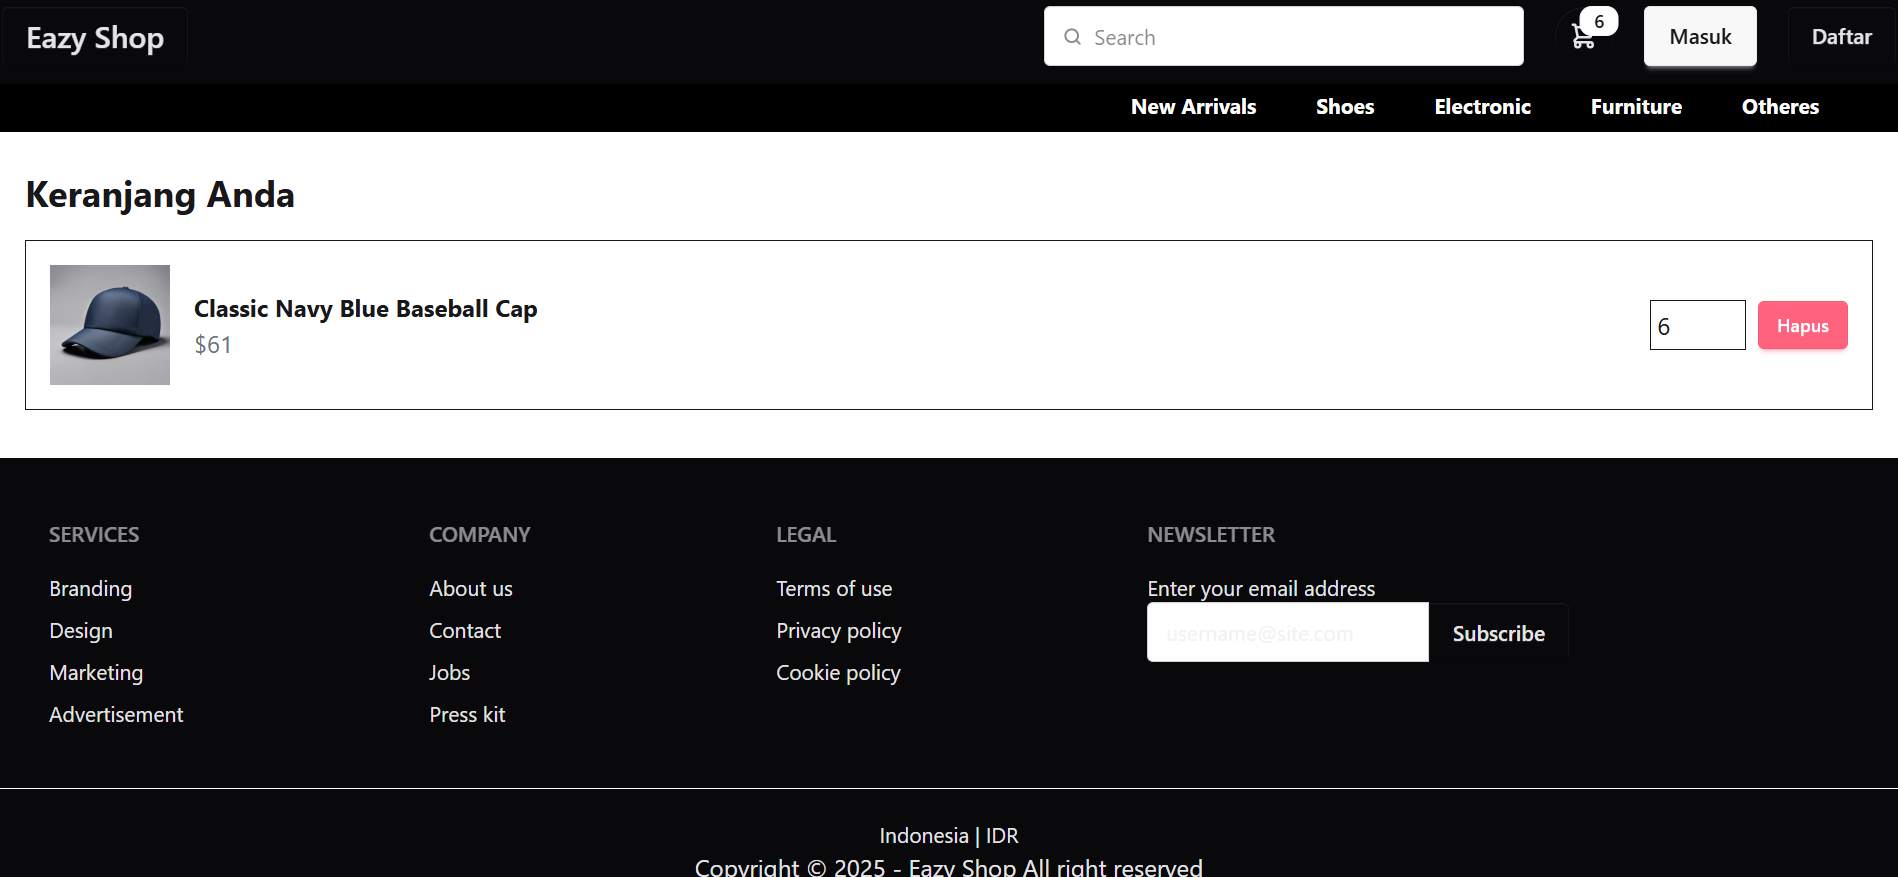 Eazy Shop
Search
6
Masuk
Daftar
New Arrivals
Shoes
Electronic
Furniture
Otheres
Keranjang Anda
Classic Navy Blue Baseball Cap
$61
6
Hapus
SERVICES
Branding
Design
Marketing
Advertisement
COMPANY
About us
Contact
Jobs
Press kit
LEGAL
Terms of use
Privacy policy
Cookie policy
NEWSLETTER
Enter your email address
username@site.com
Subscribe
Indonesia | IDR
Copyright © 2025 - Eazy Shop All right reserved